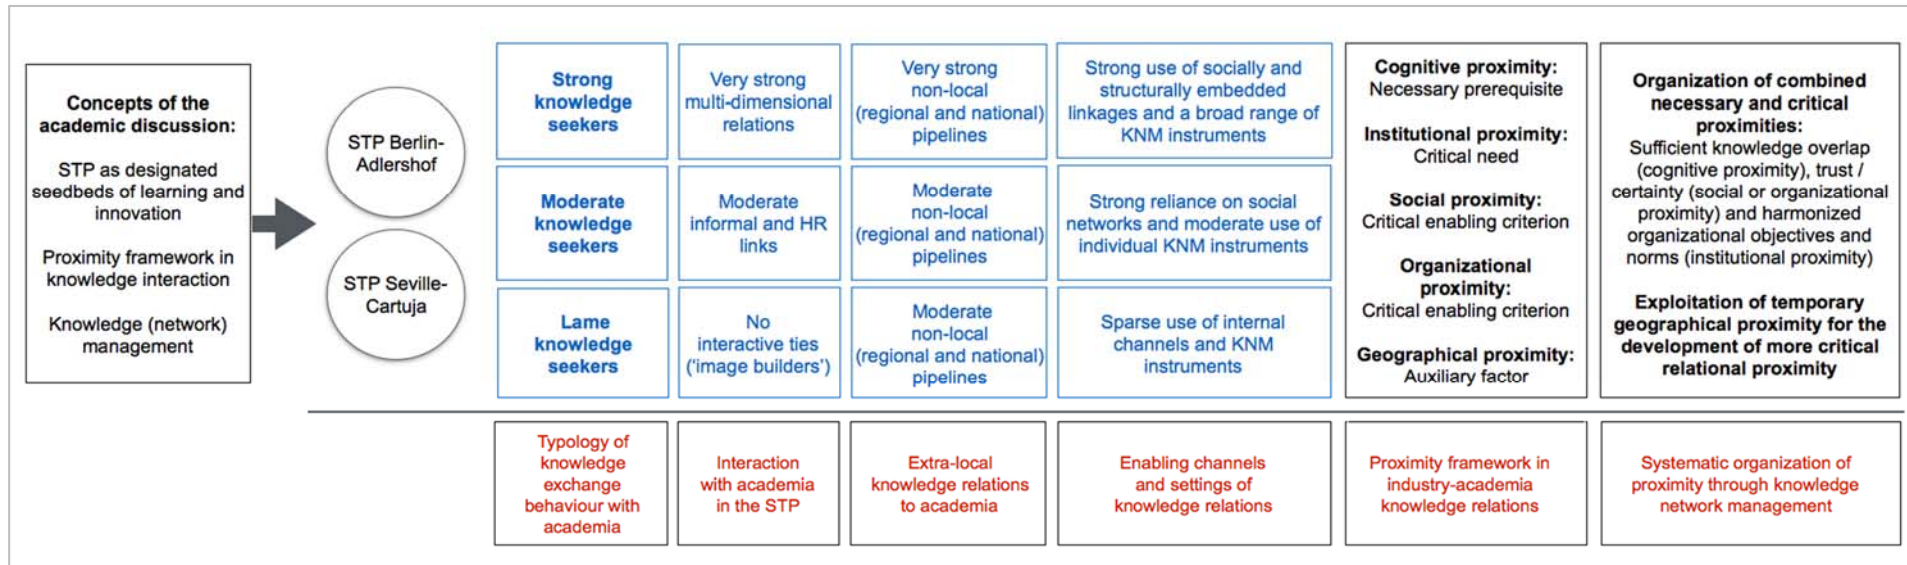 Concepts of the
academic discussion:
STP as designated
seedbeds of learning and
innovation
Proximity framework in
knowledge interaction
Knowledge (network)
management
STP Berlin-
Adlershof
STP Seville-
Cartuja
Strong
knowledge
seekers
Very strong
multi-dimensional
relations
Very strong
non-local
(regional and national)
pipelines
Strong use of socially and
structurally embedded
linkages and a broad range of
KNM instruments
Moderate
knowledge
seekers
Moderate
informal and HR
links
Moderate
non-local
(regional and national)
pipelines
Strong reliance on social
networks and moderate use of
individual KNM instruments
Lame
knowledge
seekers
No
interactive ties
(‘image builders’)
Moderate
non-local
(regional and national)
pipelines
Sparse use of internal
channels and KNM
instruments
Cognitive proximity:
Necessary prerequisite
Institutional proximity:
Critical need
Social proximity:
Critical enabling criterion
Organizational
proximity:
Critical enabling criterion
Geographical proximity:
Auxiliary factor
Organization of combined
necessary and critical
proximities:
Sufficient knowledge overlap
(cognitive proximity), trust /
certainty (social or organizational
proximity) and harmonized
organizational objectives and
norms (institutional proximity)
Exploitation of temporary
geographical proximity for the
development of more critical
relational proximity
Typology of
knowledge
exchange
behaviour with
academia
Interaction
with academia
in the STP
Extra-local
knowledge relations
to academia
Enabling channels
and settings of
knowledge relations
Proximity framework in
industry-academia
knowledge relations
Systematic organization of
proximity through knowledge
network management